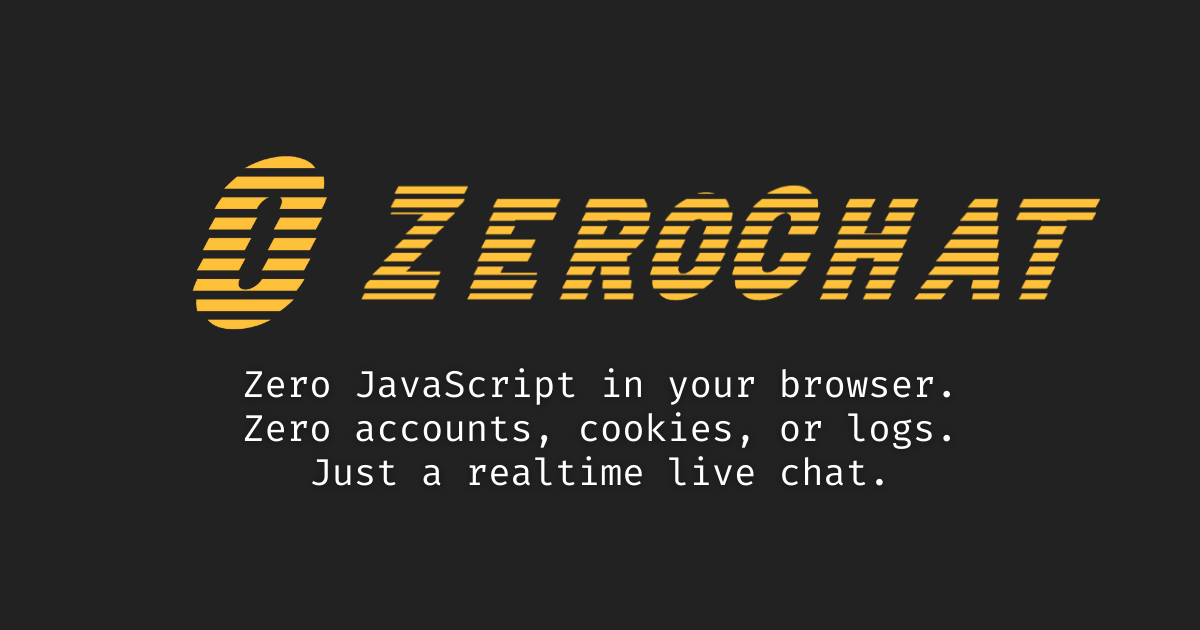 0 ZEROCHAT
Zero JavaScript in your browser.
Zero accounts, cookies, or logs.
Just a realtime live chat.